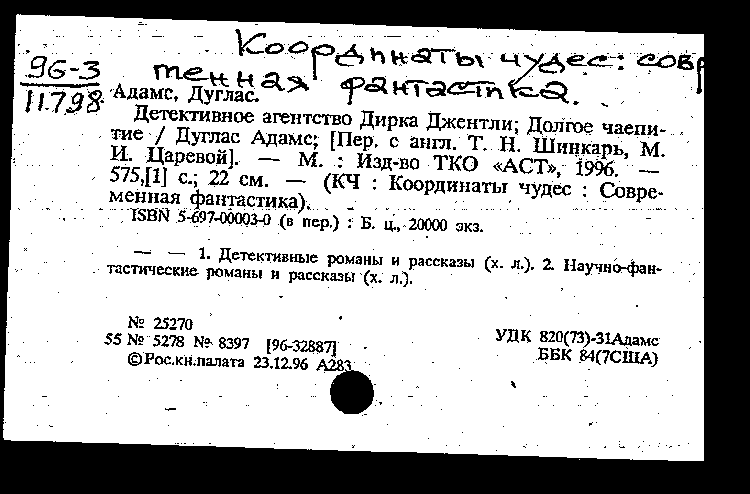 Координаты чудес: совр
96-3 менная фантастика.
11798
Адамс, Дуглас.
Детективное агентство Дирка Джентли; Долгое чаепи-
тие / Дуглас Адамс; [Пер. с англ. Т. Н. Шинкарь, М.
И. Царевой]. — М. : Изд-во ТКО «АСТ», 1996. —
575,[1] с.; 22 см. — (КЧ : Координаты чудес : Совре-
менная фантастика).
ISBN 5-697-00003-0 (в пер.) : Б. ц., 20000 экз.
— — 1. Детективные романы и рассказы (х. л.). 2. Научно-фан-
тастические романы и рассказы (х. л.).
№ 25270
55 № 5278 № 8397 [96-32887]
©Рос.кн.палата 23.12.96 А283
УДК 820(73)-31Адамс
ББК 84(7США)